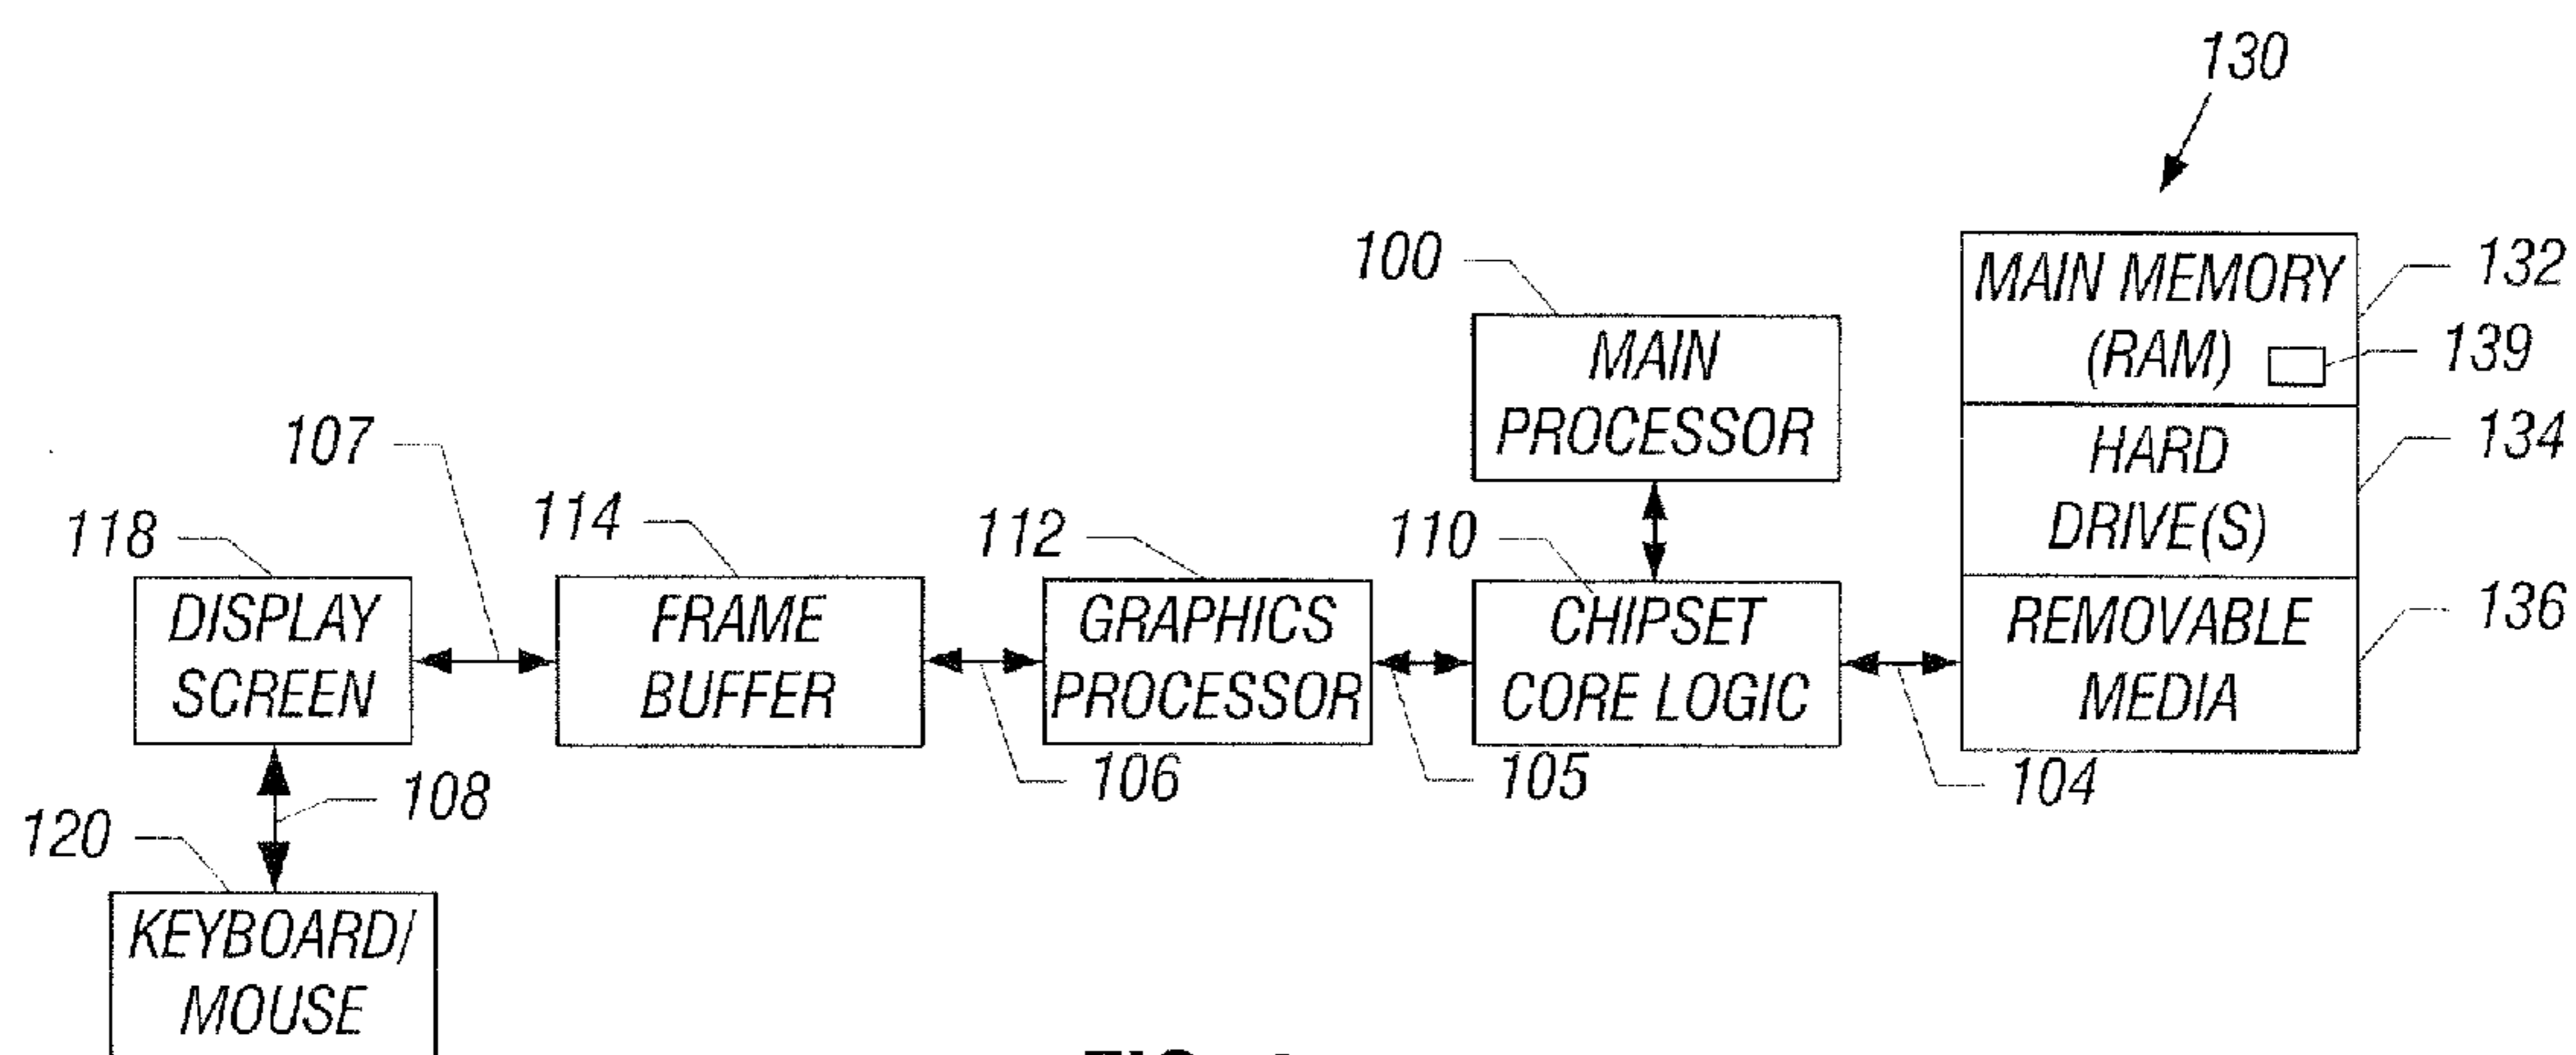 130
100
MAIN MEMORY
(RAM)
132
139
MAIN
PROCESSOR
HARD
DRIVE(S)
134
107
118
114
112
110
DISPLAY
SCREEN
FRAME
BUFFER
GRAPHICS
PROCESSOR
CHIPSET
CORE LOGIC
REMOVABLE
MEDIA
136
108
106
105
104
120
KEYBOARD/
MOUSE